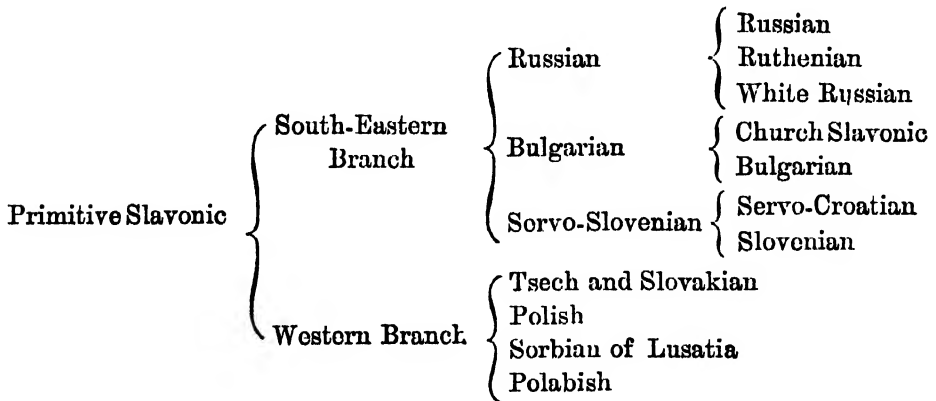 Russian
Ruthenian
White Russian
Russian
South-Eastern
Branch
Bulgarian
Church Slavonic
Bulgarian
Primitive Slavonic
Servo-Slovenian
Servo-Croatian
Slovenian
Tsech and Slovakian
Polish
Western Branch
Sorbian of Lusatia
Polabish